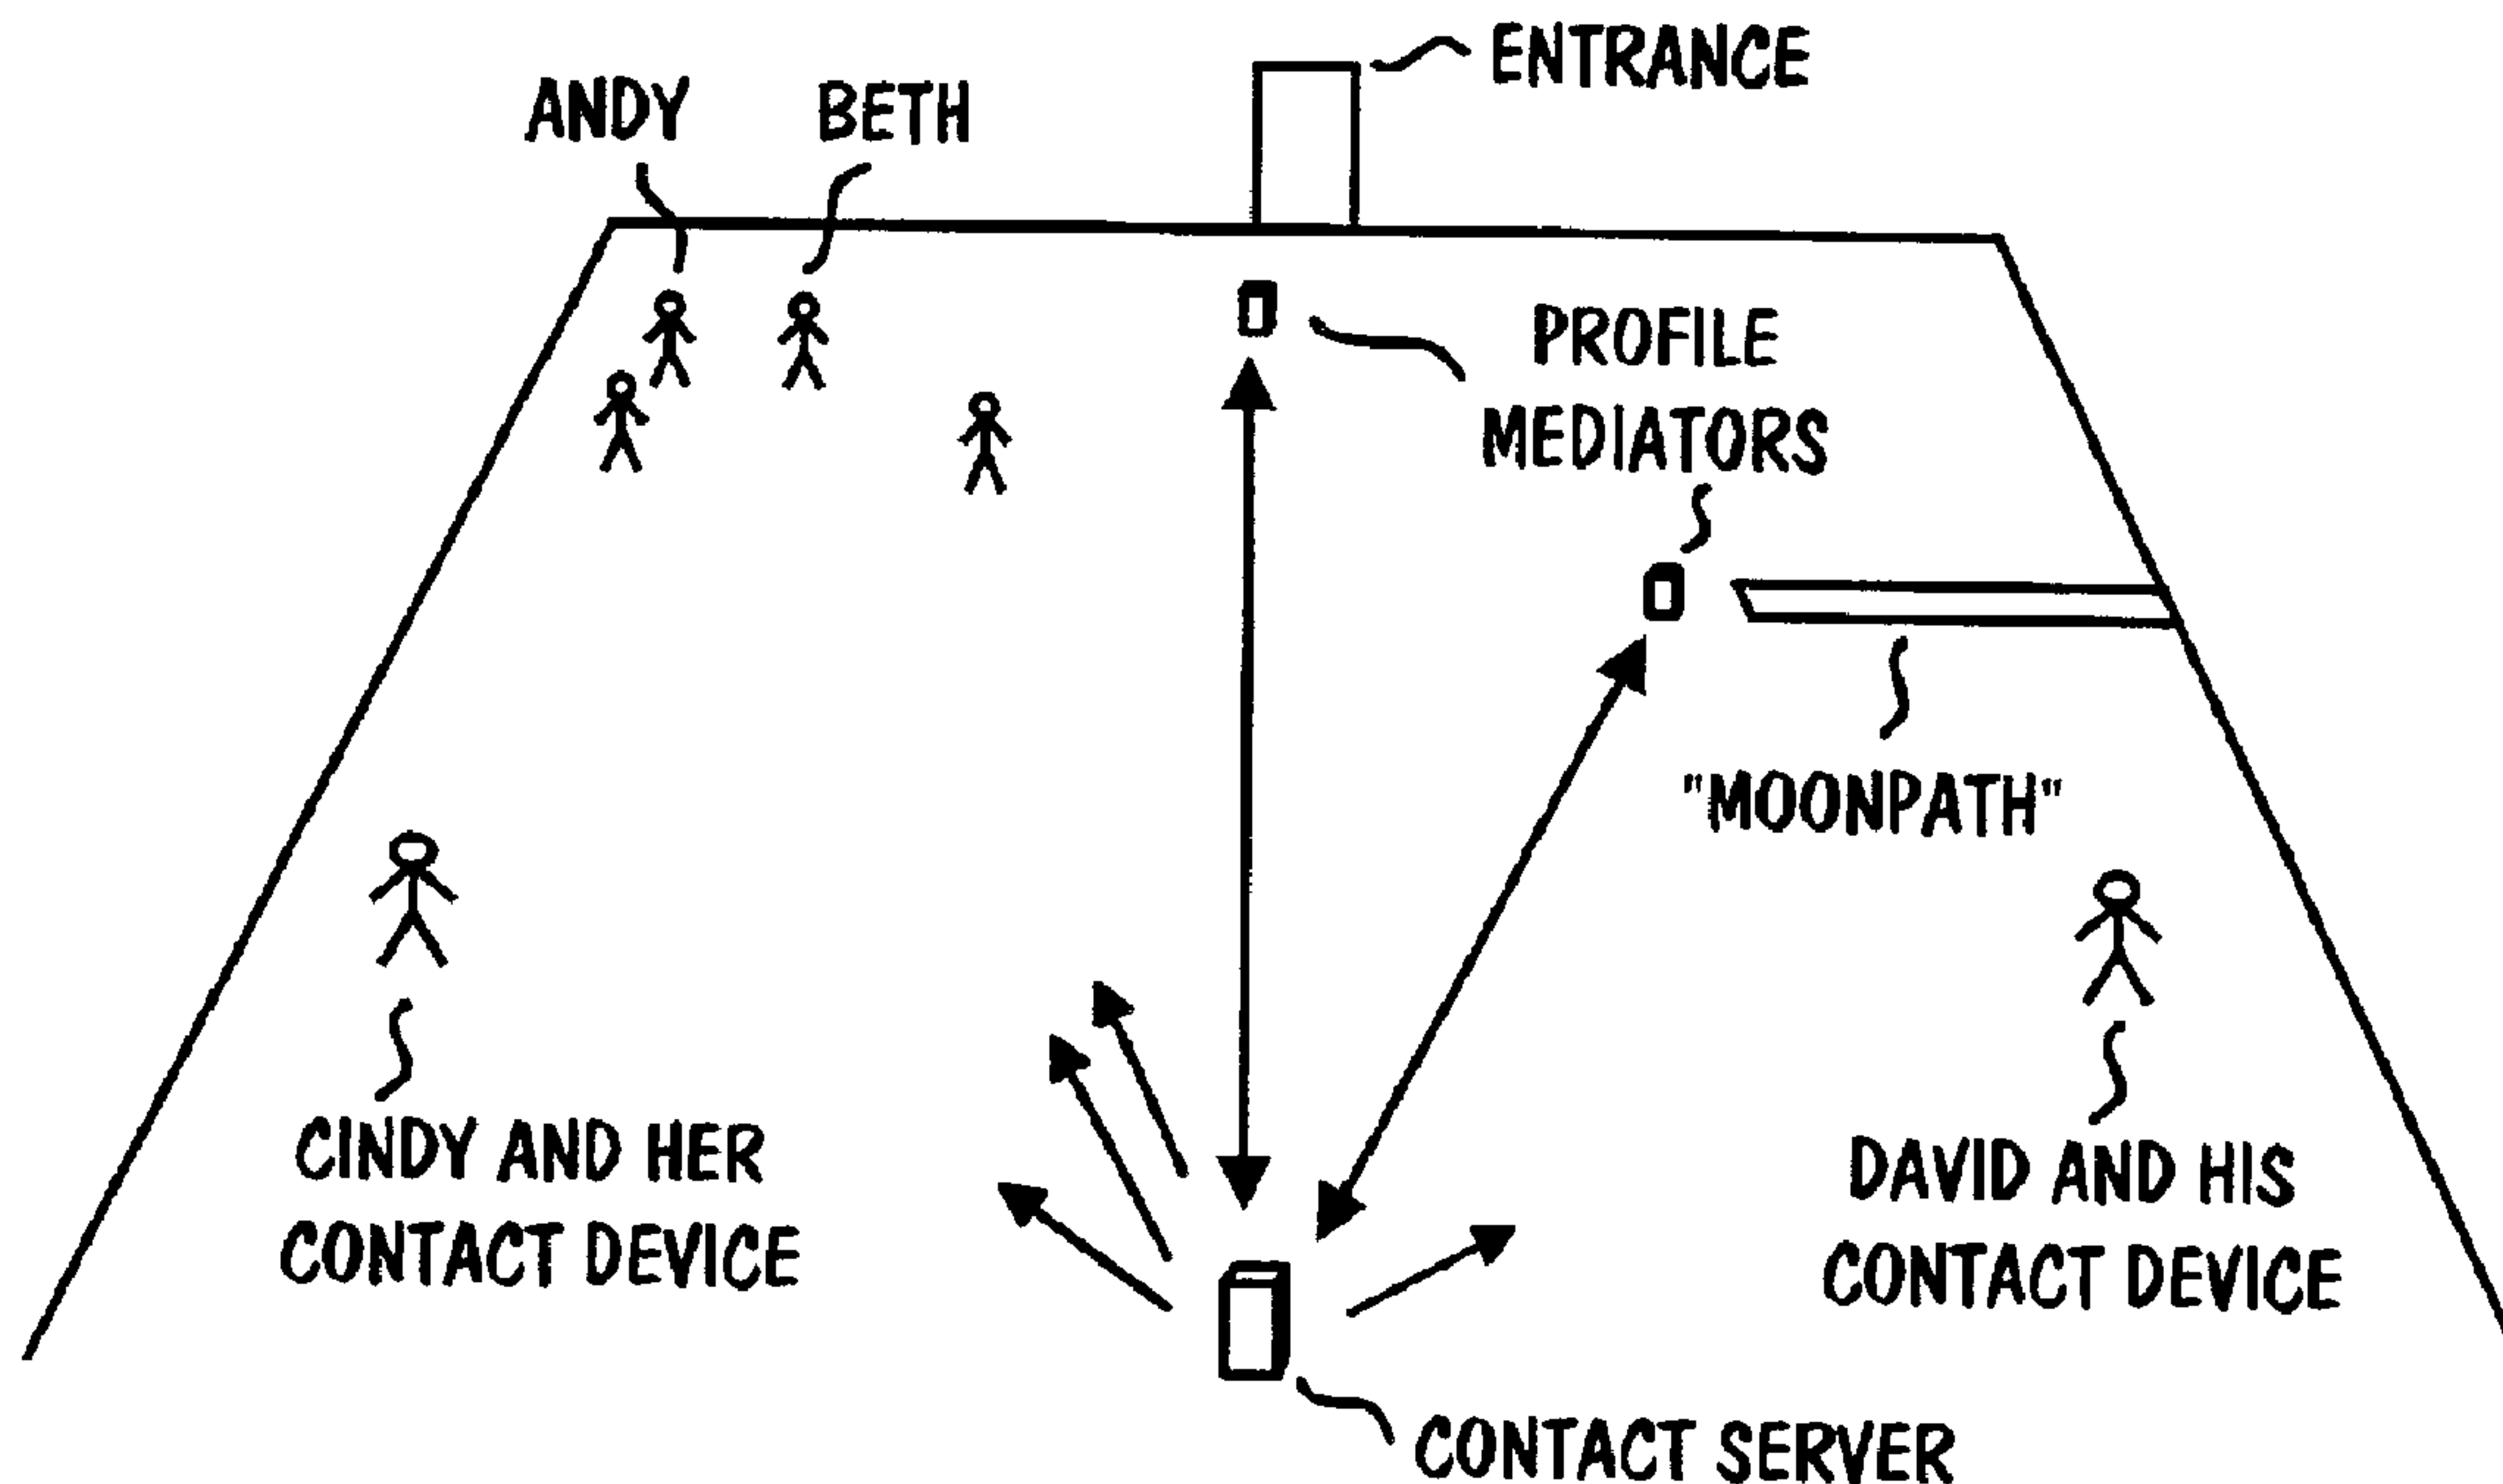 ENTRANCE
ANDY
BETH
PROFILE
MEDIATORS
"MOONPATH"
CINDY AND HER
CONTACT DEVICE
DAVID AND HIS
CONTACT DEVICE
CONTACT SERVER